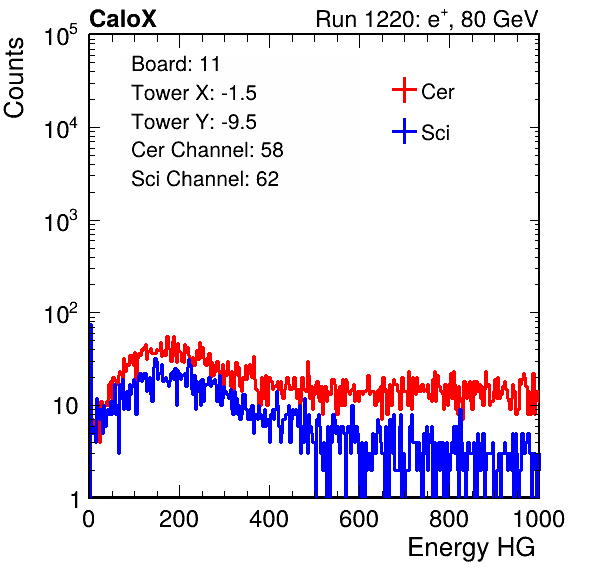 CaloX Run 1220: e⁺, 80 GeV
Counts
10⁵
10⁴
10³
10²
10
1
Board: 11
Tower X: -1.5
Tower Y: -9.5
Cer Channel: 58
Sci Channel: 62
Cer
Sci
0 200 400 600 800 1000
Energy HG